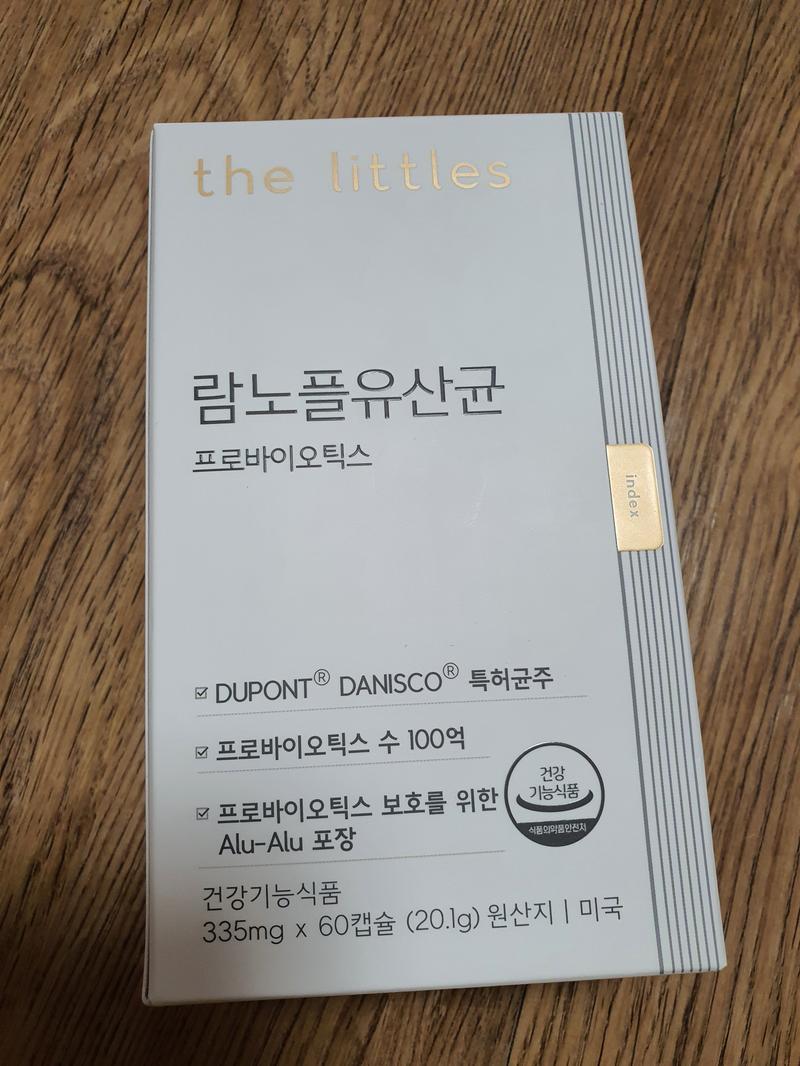 the littles
람노플유산균
프로바이오틱스
index
DUPONT® DANISCO® 특허균주
프로바이오틱스 수 100억
프로바이오틱스 보호를 위한
Alu-Alu 포장
건강
기능식품
식품의약품안전처
건강기능식품
335mg x 60캡슐 (20.1g) 원산지 | 미국